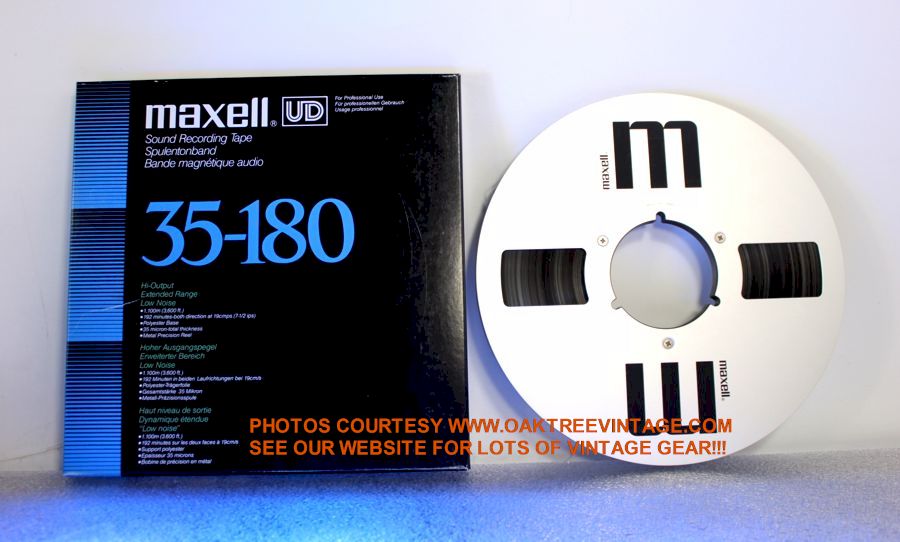 maxell® UD
For Professional Use
Für professionellen Gebrauch
Usage professionnel
Sound Recording Tape
Spulentonband
Bande magnétique audio
35-180
Hi-Output
Extended Range
Low Noise
•1,100m (3,600 ft.)
•192 minutes-both direction at 19cmps (7-1/2 ips)
•Polyester Base
•35 micron-total thickness
•Metal Precision Reel
Hoher Ausgangspegel
Erweiterter Bereich
Low Noise
•1.100m (3.600 ft.)
•192 Minuten in beiden Laufrichtungen bei 19cm/s
•Polyester-Trägerfolie
•Gesamtstärke 35 Mikron
•Metall-Präzisionsspule
Haut niveau de sortie
Dynamique étendue
"Low noise"
•1.100m (3.600 ft.)
•192 minutes sur les deux faces à 19cm/s
•Support polyester
•Epaisseur 35 microns
•Bobine de précision en métal
maxell
m
maxell®
m
PHOTOS COURTESY WWW.OAKTREEVINTAGE.COM
SEE OUR WEBSITE FOR LOTS OF VINTAGE GEAR!!!